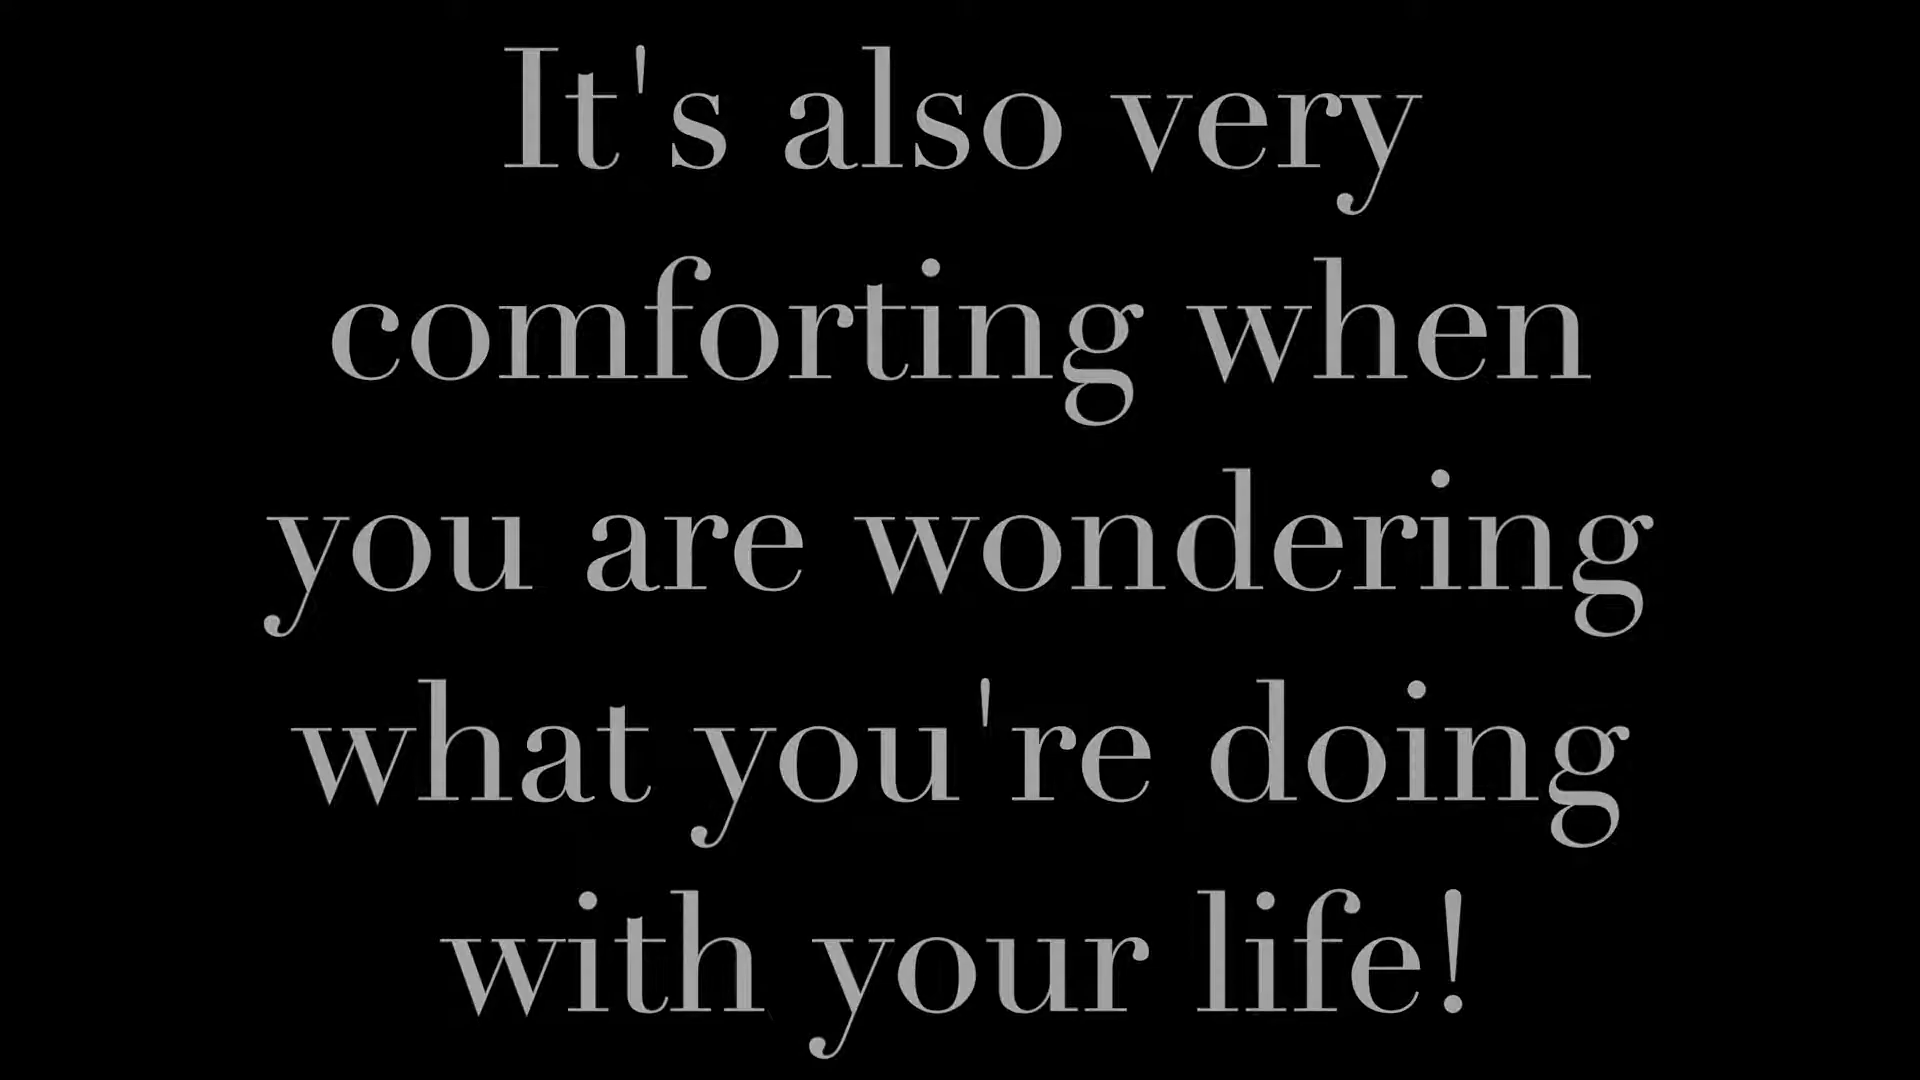 It's also very
comforting when
you are wondering
what you're doing
with your life!